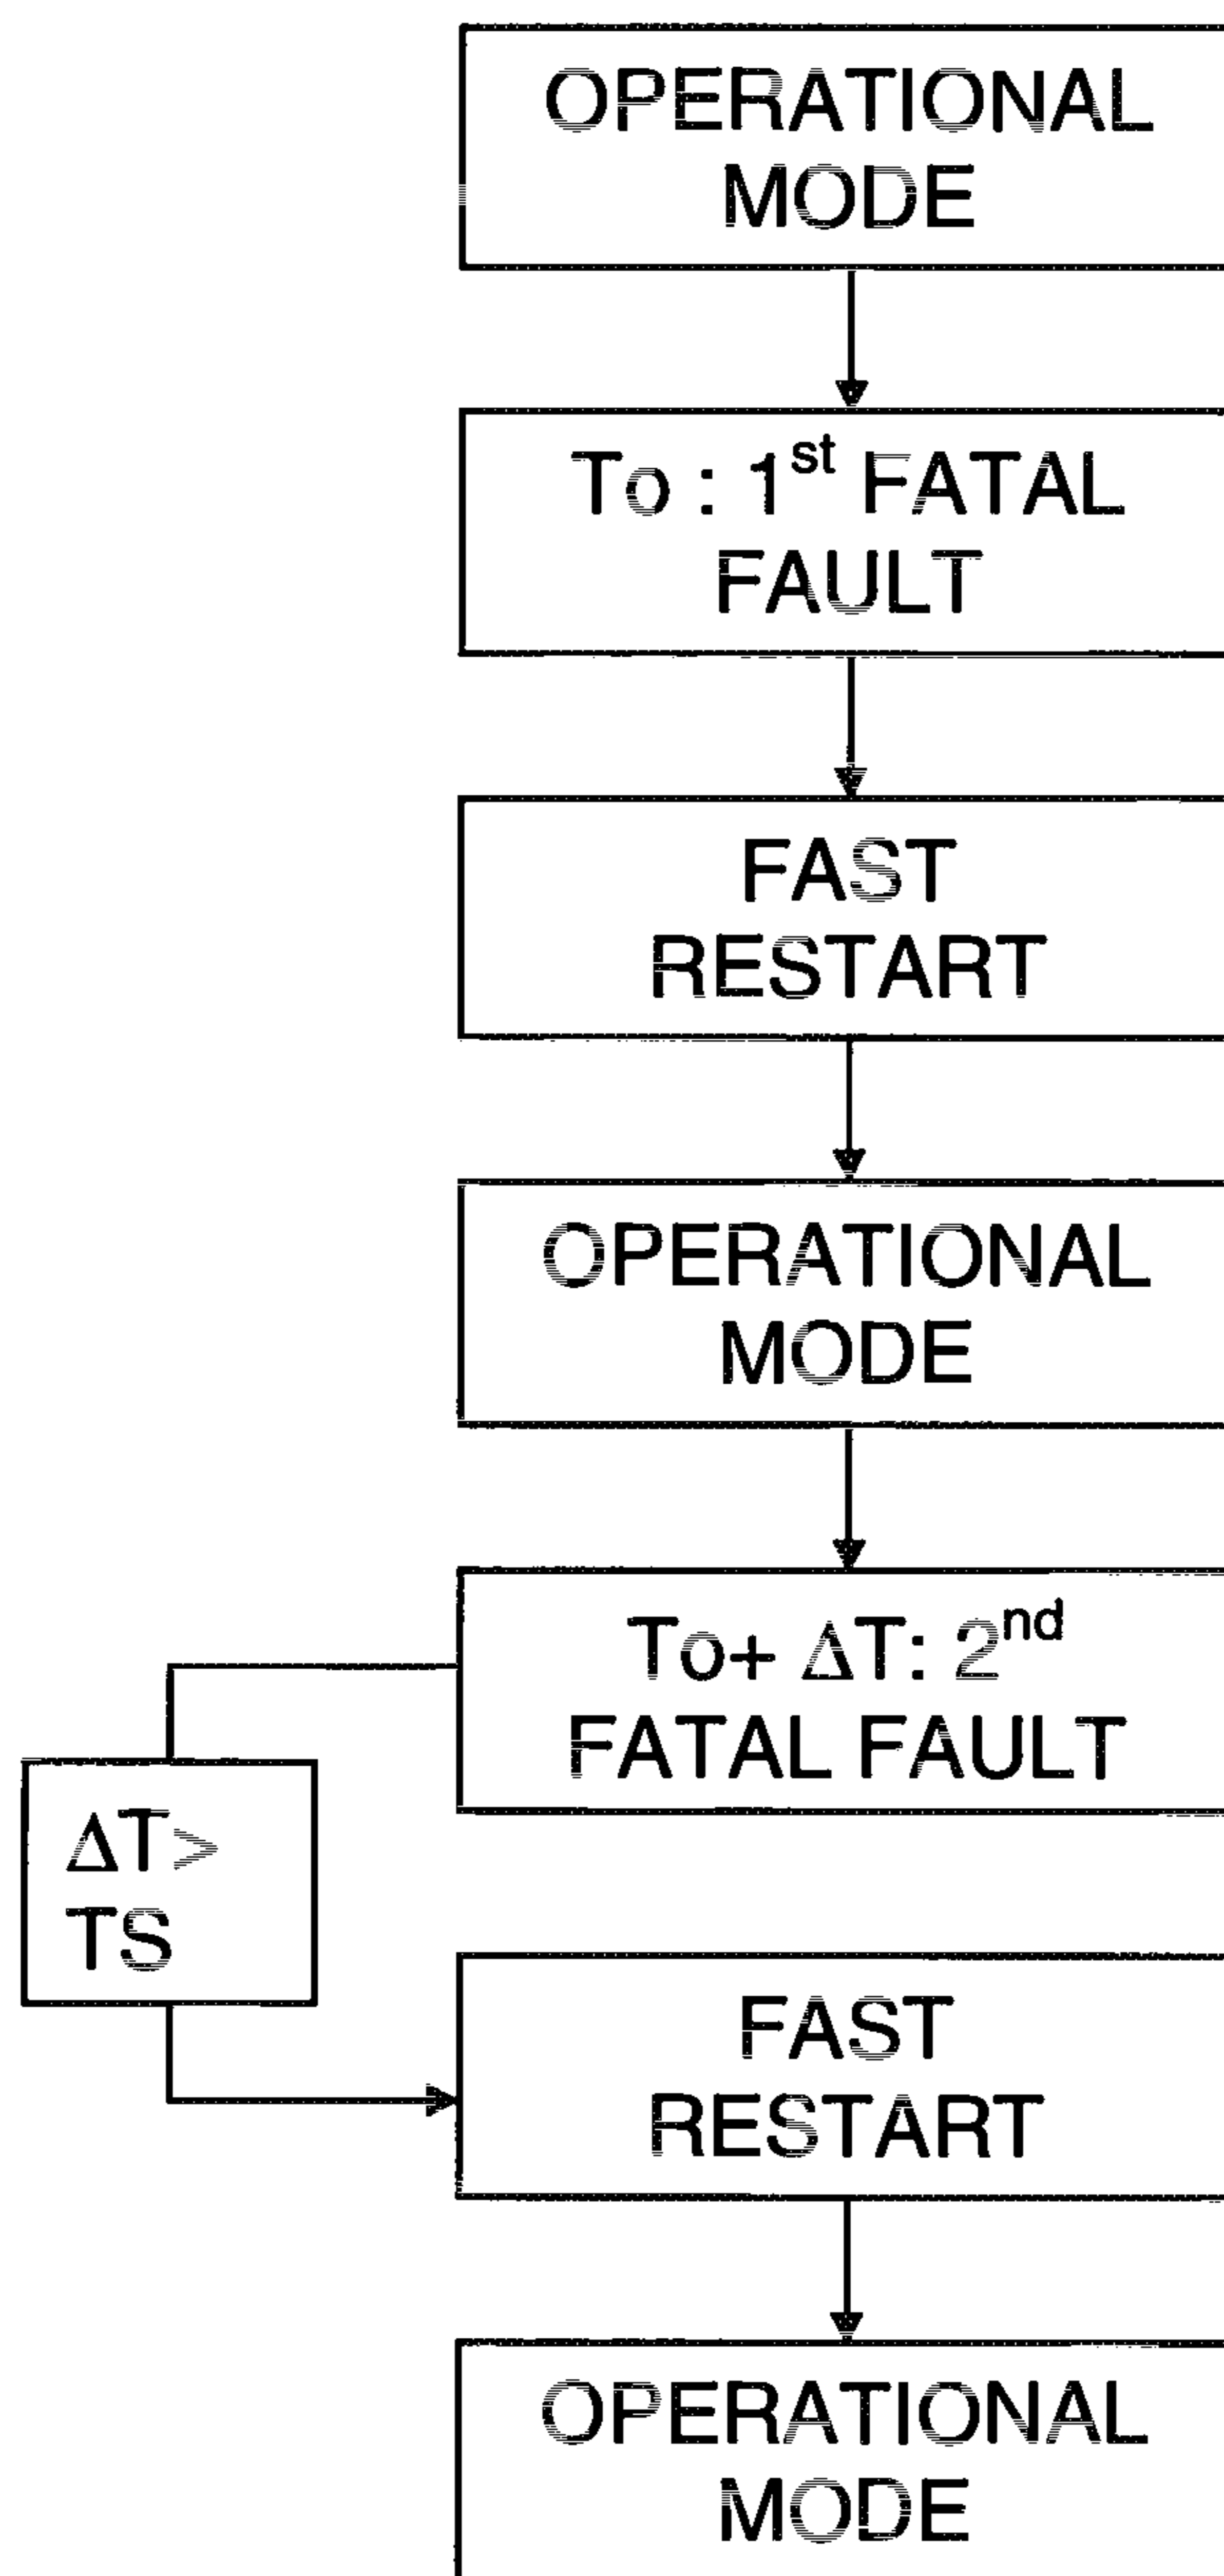 OPERATIONAL
MODE
To : 1st FATAL
FAULT
FAST
RESTART
OPERATIONAL
MODE
To+ ΔT: 2nd
FATAL FAULT
ΔT>
TS
FAST
RESTART
OPERATIONAL
MODE